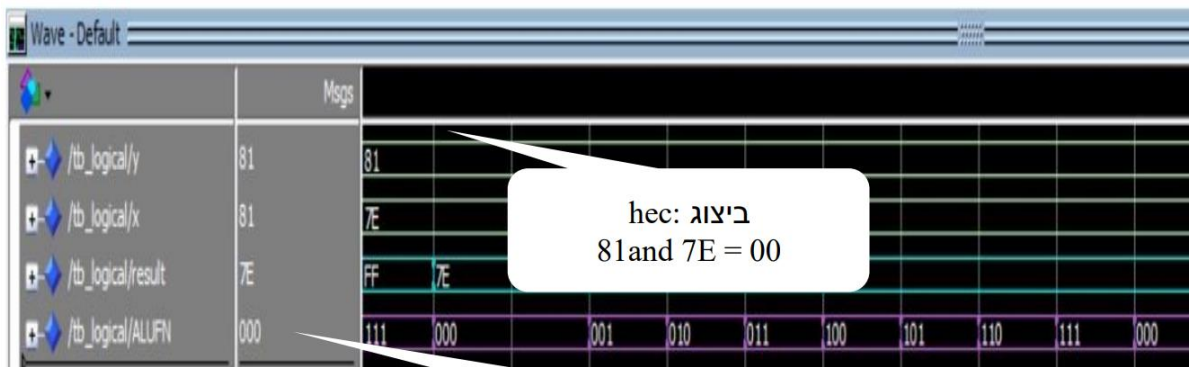 Wave - Default
Msgs
/tb_logical/y 81 81
/tb_logical/x 81 7E
/tb_logical/result 7E FF 7E
/tb_logical/ALUFN 000 111 000 001 010 011 100 101 110 111 000
ביצוג :hec
81and 7E = 00